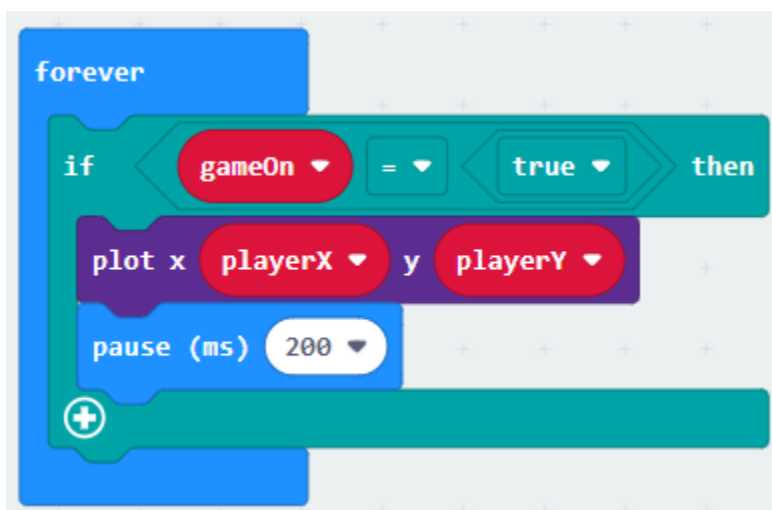 forever
if gameOn = true then
plot x playerX y playerY
pause (ms) 200